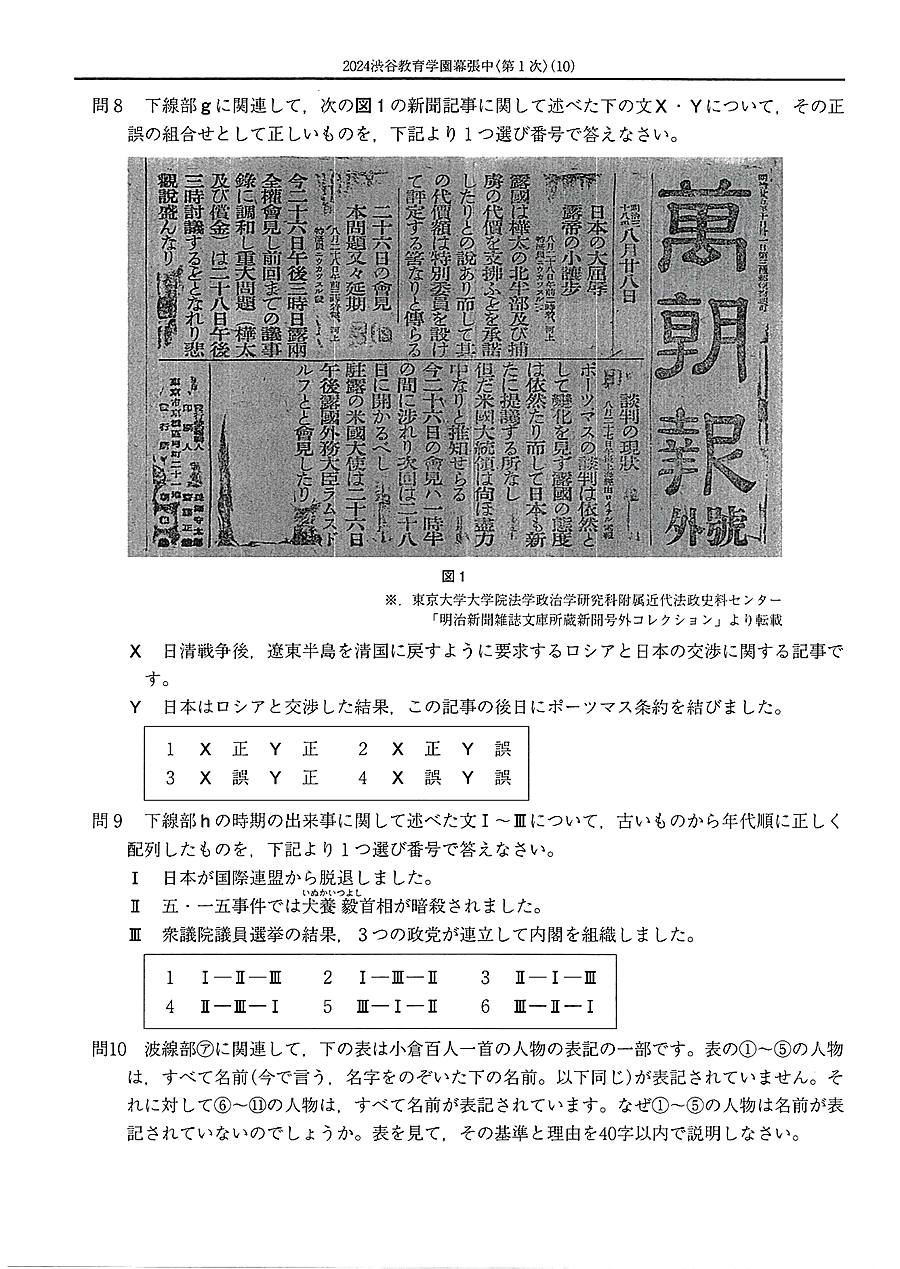 2024渋谷教育学園幕張中〈第1次〉(10)
問8 下線部gに関連して，次の図1の新聞記事に関して述べた下の文X・Yについて，その正
誤の組合せとして正しいものを，下記より1つ選び番号で答えなさい。
萬朝報
號外
八月廿八日
日本の大屈辱
露帝の小讓歩
露國は樺太の北半部及び捕
虜の代價を支拂ふとを承諾
したりとの説あり而して其
の代價額は特別委員を設け
て評定する筈なりと傳らる
二十六日の會見
本問題又々延期
今二十六日午後三時日露兩
全權會見し前回までの議事
錄に調和し重大問題（樺太
及び償金）は二十八日午後
三時討議するととなれり悲
觀説盛んなり
談判の現狀
ポーツマスの談判は依然と
して變化を見ず露國の態度
は依然たり而して日本も新
たに提議する所なし
但だ米國大統領は尙ほ盡力
中なりと推知せらる
今二十六日の會見ハ一時半
の間に涉れり次回は二十八
日に開かるべし
駐露の米國大使は二十六日
午後露國外務大臣ラムスド
ルフと會見したり
図1
※．東京大学大学院法学政治学研究科附属近代法政史料センター
「明治新聞雑誌文庫所蔵新聞号外コレクション」より転載
X 日清戦争後，遼東半島を清国に戻すように要求するロシアと日本の交渉に関する記事で
す。
Y 日本はロシアと交渉した結果，この記事の後日にポーツマス条約を結びました。
1 X 正 Y 正 2 X 正 Y 誤
3 X 誤 Y 正 4 X 誤 Y 誤
問9 下線部hの時期の出来事に関して述べた文Ⅰ～Ⅲについて，古いものから年代順に正しく
配列したものを，下記より1つ選び番号で答えなさい。
Ⅰ 日本が国際連盟から脱退しました。
いぬかいつよし
Ⅱ 五・一五事件では犬養毅首相が暗殺されました。
Ⅲ 衆議院議員選挙の結果，3つの政党が連立して内閣を組織しました。
1 Ⅰ―Ⅱ―Ⅲ 2 Ⅰ―Ⅲ―Ⅱ 3 Ⅱ―Ⅰ―Ⅲ
4 Ⅱ―Ⅲ―Ⅰ 5 Ⅲ―Ⅰ―Ⅱ 6 Ⅲ―Ⅱ―Ⅰ
問10 波線部㋐に関連して，下の表は小倉百人一首の人物の表記の一部です。表の①～⑤の人物
は，すべて名前(今で言う，名字をのぞいた下の名前。以下同じ)が表記されていません。そ
れに対して⑥～⑪の人物は，すべて名前が表記されています。なぜ①～⑤の人物は名前が表
記されていないのでしょうか。表を見て，その基準と理由を40字以内で説明しなさい。